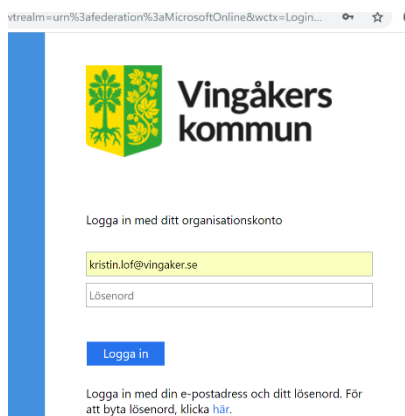 vtrealm=urn%3afederation%3aMicrosoftOnline&wctx=Login...
Vingåkers
kommun
Logga in med ditt organisationskonto
kristin.lof@vingaker.se
Lösenord
Logga in
Logga in med din e-postadress och ditt lösenord. För
att byta lösenord, klicka här.